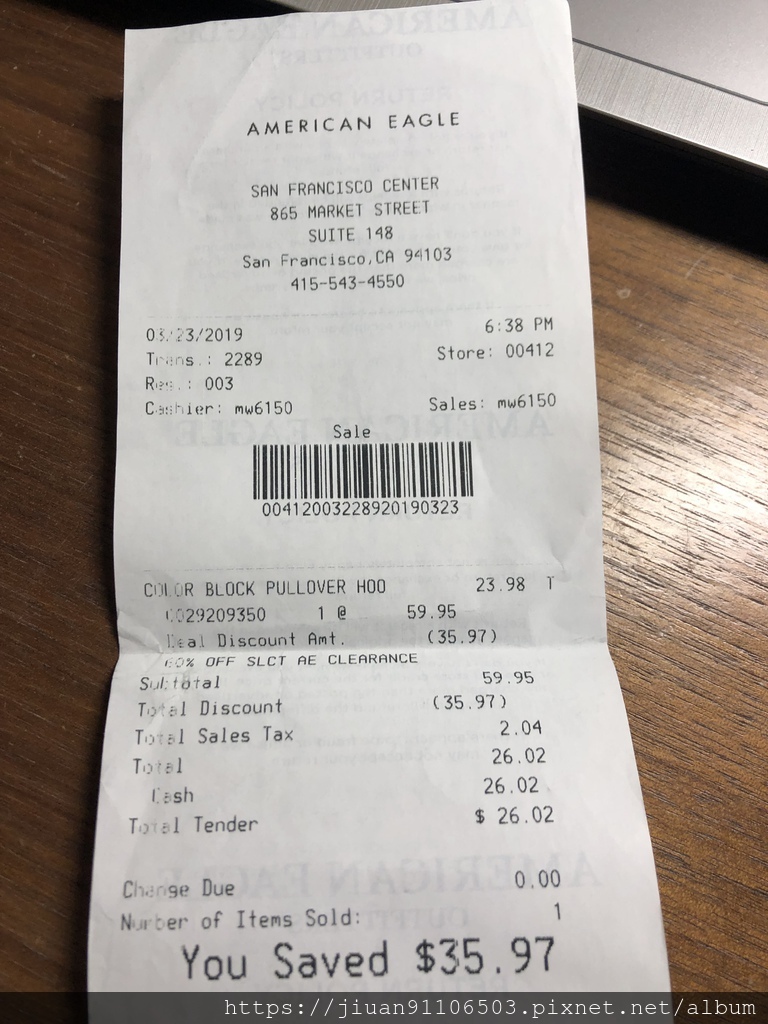 AMERICAN EAGLE
SAN FRANCISCO CENTER
865 MARKET STREET
SUITE 148
San Francisco,CA 94103
415-543-4550
03/23/2019 6:38 PM
Trans.: 2289 Store: 00412
Reg.: 003
Cashier: mw6150 Sales: mw6150
Sale
00412003228920190323
COLOR BLOCK PULLOVER HOO 23.98 T
0029209350 1 @ 59.95
Deal Discount Amt. (35.97)
60% OFF SLCT AE CLEARANCE
Subtotal 59.95
Total Discount (35.97)
Total Sales Tax 2.04
Total 26.02
Cash 26.02
Total Tender $ 26.02
Change Due 0.00
Number of Items Sold: 1
You Saved $35.97
https://jiuan91106503.pixnet.net/album